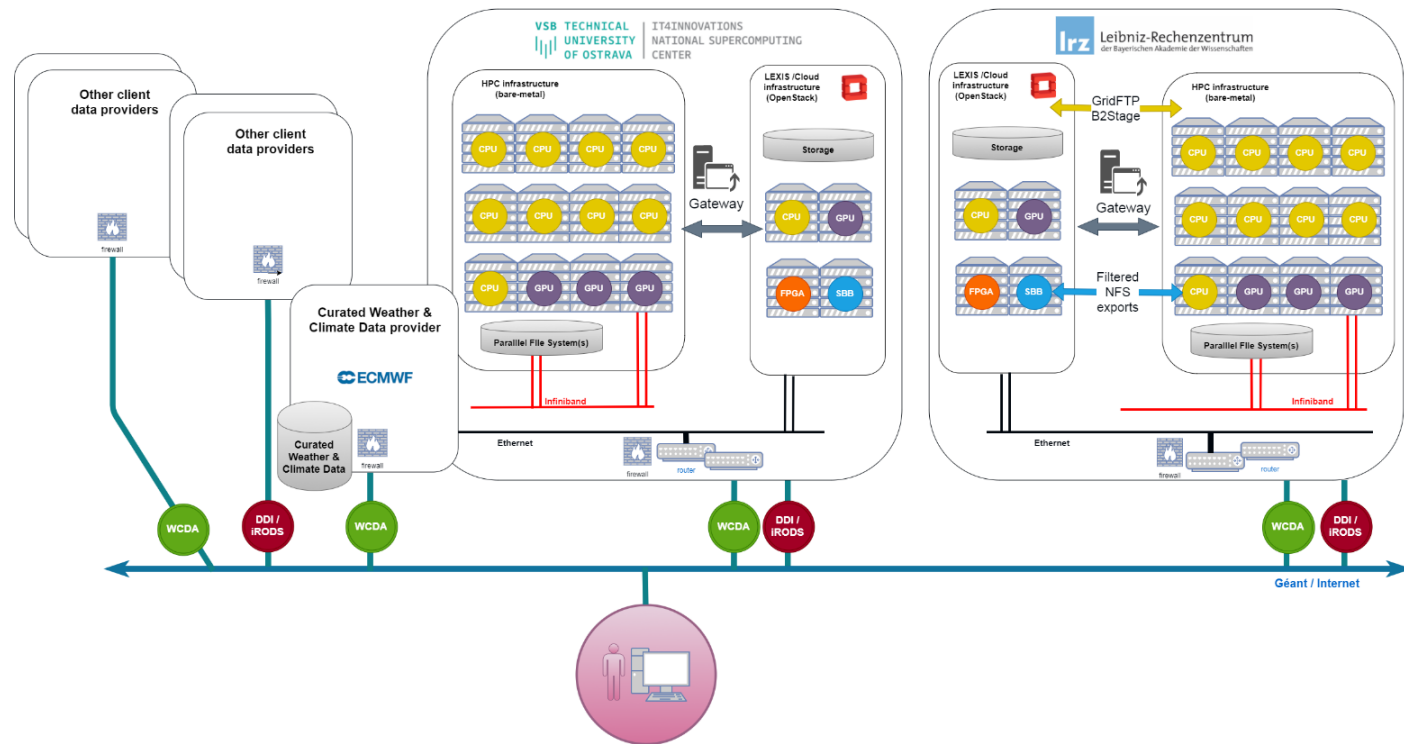 VSB TECHNICAL
UNIVERSITY
OF OSTRAVA
IT4INNOVATIONS
NATIONAL SUPERCOMPUTING
CENTER
lrz
Leibniz-Rechenzentrum
der Bayerischen Akademie der Wissenschaften
Other client
data providers
firewall
Other client
data providers
firewall
Curated Weather &
Climate Data provider
ECMWF
Curated
Weather &
Climate Data
firewall
HPC infrastructure
(bare-metal)
CPU
CPU
CPU
CPU
CPU
CPU
CPU
CPU
CPU
GPU
GPU
GPU
Parallel File System(s)
Infiniband
Gateway
LEXIS /Cloud
infrastructure
(OpenStack)
Storage
CPU
GPU
FPGA
SBB
Ethernet
firewall
router
LEXIS /Cloud
infrastructure
(OpenStack)
Storage
CPU
GPU
FPGA
SBB
GridFTP
B2Stage
Gateway
Filtered
NFS
exports
HPC infrastructure
(bare-metal)
CPU
CPU
CPU
CPU
CPU
CPU
CPU
CPU
CPU
GPU
GPU
GPU
Parallel File System(s)
Infiniband
Ethernet
firewall
router
WCDA
DDI /
iRODS
WCDA
WCDA
DDI /
iRODS
WCDA
DDI /
iRODS
Géant / Internet